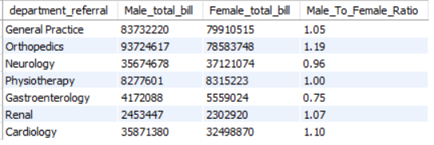 department_referral Male_total_bill Female_total_bill Male_To_Female_Ratio
General Practice 83732220 79910515 1.05
Orthopedics 93724617 78583748 1.19
Neurology 35674678 37121074 0.96
Physiotherapy 8277601 8315223 1.00
Gastroenterology 4172088 5559024 0.75
Renal 2453447 2302920 1.07
Cardiology 35871380 32498870 1.10